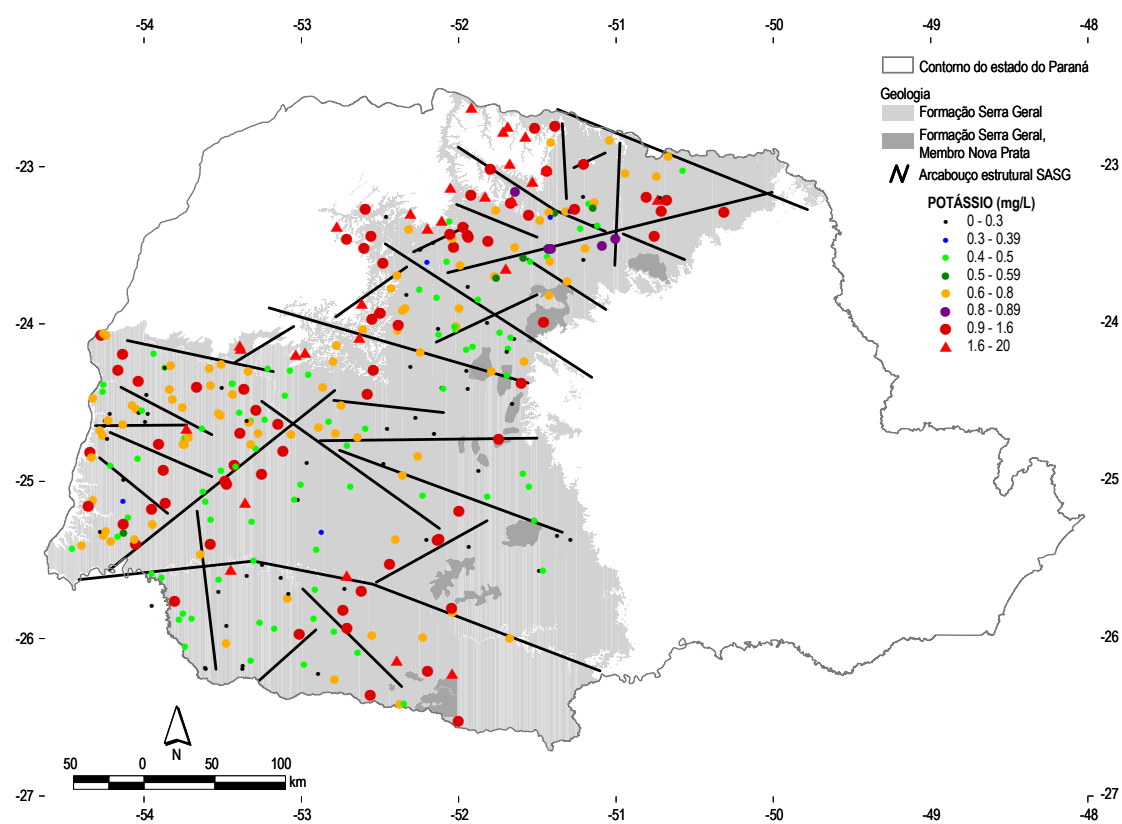 -54 -53 -52 -51 -50 -49 -48
Contorno do estado do Paraná
Geologia
Formação Serra Geral
Formação Serra Geral,
Membro Nova Prata
Arcabouço estrutural SASG
POTÁSSIO (mg/L)
0 - 0.3
0.3 - 0.39
0.4 - 0.5
0.5 - 0.59
0.6 - 0.8
0.8 - 0.89
0.9 - 1.6
1.6 - 20
-23 -23
-24 -24
-25 -25
-26 -26
N
50 0 50 100
km
-27 -27
-54 -53 -52 -51 -50 -49 -48